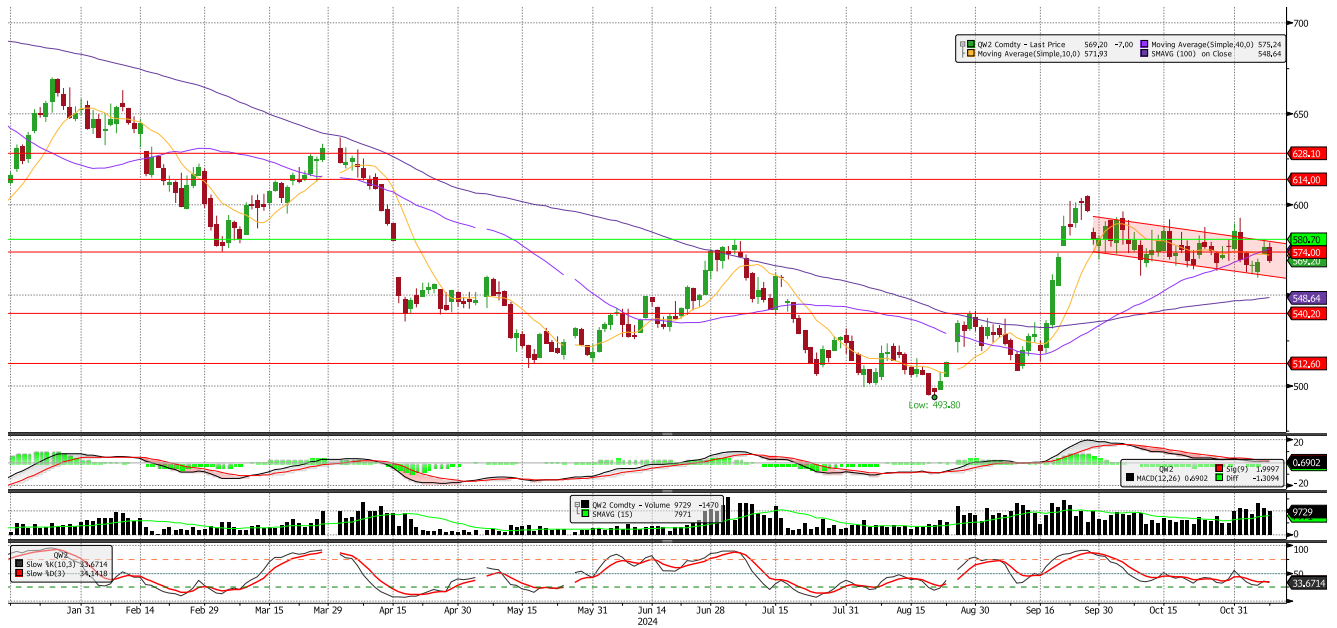 700
QW2 Comdty - Last Price 569,20 -7,00
Moving Average(Simple,40,0) 575,24
Moving Average(Simple,10,0) 571,93
SMAVG (100) on Close 548,64
650
628.10
614.00
600
580.70
574.00
569,20
548.64
540.20
512.60
500
Low: 493.80
20
0.6902
-20
QW2
Sig(9) 1.9997
MACD(12,26) 0.6902
Diff -1.3094
QW2 Comdty - Volume 9729 -1470
SMAVG (15) 7971
9729
0
QW2
Slow %K(10,3) 33.6714
Slow %D(3) 34.1418
100
50
33.6714
0
Jan 31 Feb 14 Feb 29 Mar 15 Mar 29 Apr 15 Apr 30 May 15 May 31 Jun 14 Jun 28 Jul 15 Jul 31 Aug 15 Aug 30 Sep 16 Sep 30 Oct 15 Oct 31
2024